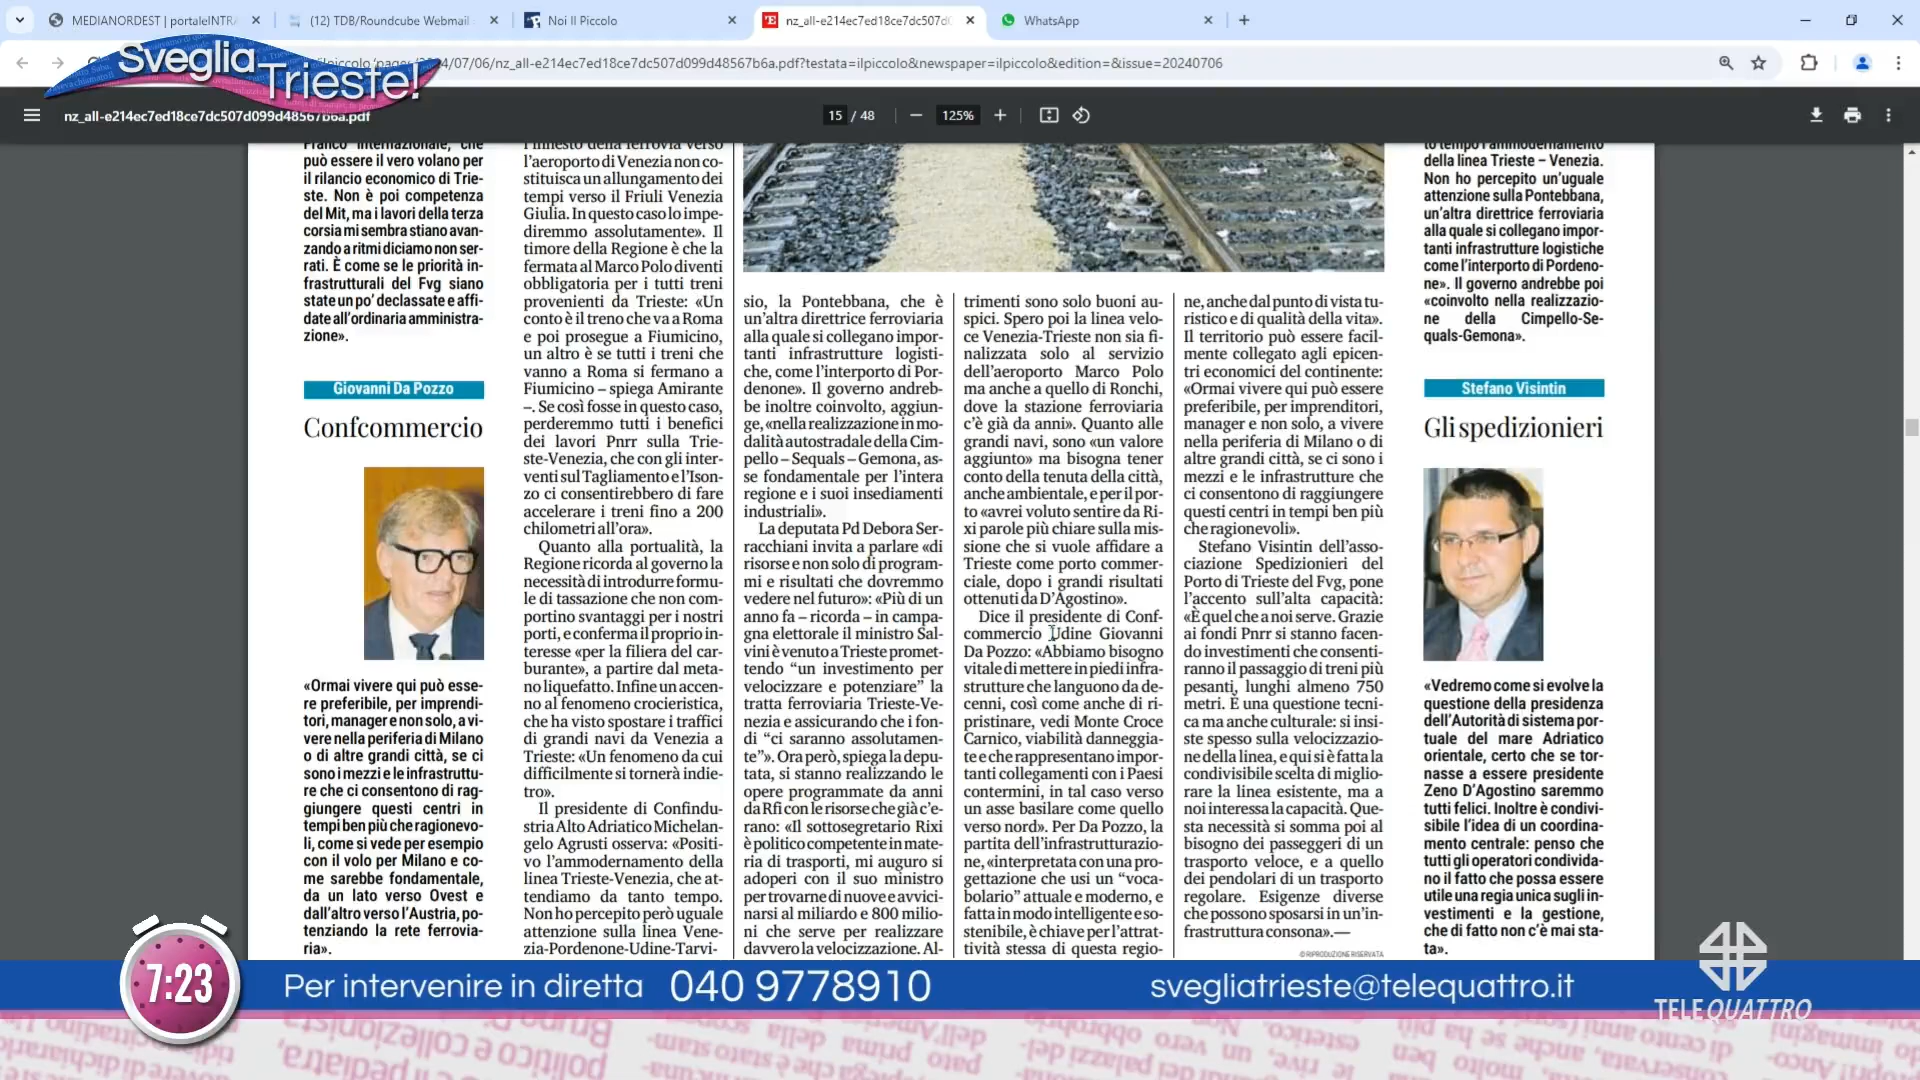 MEDIANORDEST | portaleINTRA
(12) TDB/Roundcube Webmail
Noi Il Piccolo
nz_all-e214ec7ed18ce7dc507d0
WhatsApp
/07/06/nz_all-e214ec7ed18ce7dc507d099d48567b6a.pdf?testata=ilpiccolo&newspaper=ilpiccolo&edition=&issue=20240706
Sveglia
Trieste!
nz_all-e214ec7ed18ce7dc507d099d48567b6a.pdf
15 / 48
125%
Franco Internazionale, che
può essere il vero volano per
il rilancio economico di Trie-
ste. Non è poi competenza
del Mit, ma i lavori della terza
corsia mi sembra stiano avan-
zando a ritmi diciamo non ser-
rati. È come se le priorità in-
frastrutturali del Fvg siano
state un po’ declassate e affi-
date all’ordinaria amministra-
zione».
Giovanni Da Pozzo
Confcommercio
«Ormai vivere qui può esse-
re preferibile, per imprendi-
tori, manager e non solo, a vi-
vere nella periferia di Milano
o di altre grandi città, se ci
sono i mezzi e le infrastruttu-
re che ci consentono di rag-
giungere questi centri in
tempi ben più che ragionevo-
li, come si vede per esempio
con il volo per Milano e co-
me sarebbe fondamentale,
da un lato verso Ovest e
dall’altro verso l’Austria, po-
tenziando la rete ferrovia-
ria».
l’innesto della ferrovia verso
l’aeroporto di Venezia non co-
stituisca un allungamento dei
tempi verso il Friuli Venezia
Giulia. In questo caso lo impe-
diremmo assolutamente». Il
timore della Regione è che la
fermata al Marco Polo diventi
obbligatoria per i tutti treni
provenienti da Trieste: «Un
conto è il treno che va a Roma
e poi prosegue a Fiumicino,
un altro è se tutti i treni che
vanno a Roma si fermano a
Fiumicino – spiega Amirante
–. Se così fosse in questo caso,
perderemmo tutti i benefici
dei lavori Pnrr sulla Trie-
ste-Venezia, che con gli inter-
venti sul Tagliamento e l’Ison-
zo ci consentirebbero di fare
accelerare i treni fino a 200
chilometri all’ora».
Quanto alla portualità, la
Regione ricorda al governo la
necessità di introdurre formu-
le di tassazione che non com-
portino svantaggi per i nostri
porti, e conferma il proprio in-
teresse «per la filiera del car-
burante», a partire dal meta-
no liquefatto. Infine un accen-
no al fenomeno crocieristica,
che ha visto spostare i traffici
di grandi navi da Venezia a
Trieste: «Un fenomeno da cui
difficilmente si tornerà indie-
tro».
Il presidente di Confindu-
stria Alto Adriatico Michelan-
gelo Agrusti osserva: «Positi-
vo l’ammodernamento della
linea Trieste-Venezia, che at-
tendiamo da tanto tempo.
Non ho percepito però uguale
attenzione sulla linea Vene-
zia-Pordenone-Udine-Tarvi-
sio, la Pontebbana, che è
un’altra direttrice ferroviaria
alla quale si collegano impor-
tanti infrastrutture logisti-
che, come l’interporto di Por-
denone». Il governo andreb-
be inoltre coinvolto, aggiun-
ge, «nella realizzazione in mo-
dalità autostradale della Cim-
pello – Sequals – Gemona, as-
se fondamentale per l’intera
regione e i suoi insediamenti
industriali».
La deputata Pd Debora Ser-
racchiani invita a parlare «di
risorse e non solo di program-
mi e risultati che dovremmo
vedere nel futuro»: «Più di un
anno fa – ricorda – in campa-
gna elettorale il ministro Sal-
vini è venuto a Trieste promet-
tendo “un investimento per
velocizzare e potenziare” la
tratta ferroviaria Trieste-Ve-
nezia e assicurando che i fon-
di “ci saranno assolutamen-
te”». Ora però, spiega la depu-
tata, si stanno realizzando le
opere programmate da anni
da Rfi con le risorse che già c’e-
rano: «Il sottosegretario Rixi
è politico competente in mate-
ria di trasporti, mi auguro si
adoperi con il suo ministro
per trovarne di nuove e avvici-
narsi al miliardo e 800 milio-
ni che serve per realizzare
davvero la velocizzazione. Al-
trimenti sono solo buoni au-
spici. Spero poi la linea velo-
ce Venezia-Trieste non sia fi-
nalizzata solo al servizio
dell’aeroporto Marco Polo
ma anche a quello di Ronchi,
dove la stazione ferroviaria
c’è già da anni». Quanto alle
grandi navi, sono «un valore
aggiunto» ma bisogna tener
conto della tenuta della città,
anche ambientale, e per il por-
to «avrei voluto sentire da Ri-
xi parole più chiare sulla mis-
sione che si vuole affidare a
Trieste come porto commer-
ciale, dopo i grandi risultati
ottenuti da D’Agostino».
Dice il presidente di Conf-
commercio Udine Giovanni
Da Pozzo: «Abbiamo bisogno
vitale di mettere in piedi infra-
strutture che languono da de-
cenni, così come anche di ri-
pristinare, vedi Monte Croce
Carnico, viabilità danneggia-
te e che rappresentano impor-
tanti collegamenti con i Paesi
contermini, in tal caso verso
un asse basilare come quello
verso nord». Per Da Pozzo, la
partita dell’infrastrutturazio-
ne, «interpretata con una pro-
gettazione che usi un “voca-
bolario” attuale e moderno, e
fatta in modo intelligente e so-
stenibile, è chiave per l’attrat-
tività stessa di questa regio-
ne, anche dal punto di vista tu-
ristico e di qualità della vita».
Il territorio può essere facil-
mente collegato agli epicen-
tri economici del continente:
«Ormai vivere qui può essere
preferibile, per imprenditori,
manager e non solo, a vivere
nella periferia di Milano o di
altre grandi città, se ci sono i
mezzi e le infrastrutture che
ci consentono di raggiungere
questi centri in tempi ben più
che ragionevoli».
Stefano Visintin dell’asso-
ciazione Spedizionieri del
Porto di Trieste del Fvg, pone
l’accento sull’alta capacità:
«È quel che a noi serve. Grazie
ai fondi Pnrr si stanno facen-
do investimenti che consenti-
ranno il passaggio di treni più
pesanti, lunghi almeno 750
metri. È una questione tecni-
ca ma anche culturale: si insi-
ste spesso sulla velocizzazio-
ne della linea, e qui si è fatta la
condivisibile scelta di miglio-
rare la linea esistente, ma a
noi interessa la capacità. Que-
sta necessità si somma poi al
bisogno dei passeggeri di un
trasporto veloce, e a quello
dei pendolari di un trasporto
regolare. Esigenze diverse
che possono sposarsi in un’in-
frastruttura consona».—
© RIPRODUZIONE RISERVATA
to tempo l’ammodernamento
della linea Trieste – Venezia.
Non ho percepito un’uguale
attenzione sulla Pontebbana,
un’altra direttrice ferroviaria
alla quale si collegano impor-
tanti infrastrutture logistiche
come l’interporto di Pordeno-
ne». Il governo andrebbe poi
«coinvolto nella realizzazio-
ne della Cimpello-Se-
quals-Gemona».
Stefano Visintin
Gli spedizionieri
«Vedremo come si evolve la
questione della presidenza
dell’Autorità di sistema por-
tuale del mare Adriatico
orientale, certo che se tor-
nasse a essere presidente
Zeno D’Agostino saremmo
tutti felici. Inoltre è condivi-
sibile l’idea di un coordina-
mento centrale: penso che
tutti gli operatori condivida-
no il fatto che possa essere
utile una regia unica sugli in-
vestimenti e la gestione,
che di fatto non c’è mai sta-
ta».
7:23
Per intervenire in diretta 040 9778910
svegliatrieste@telequattro.it
TELEQUATTRO